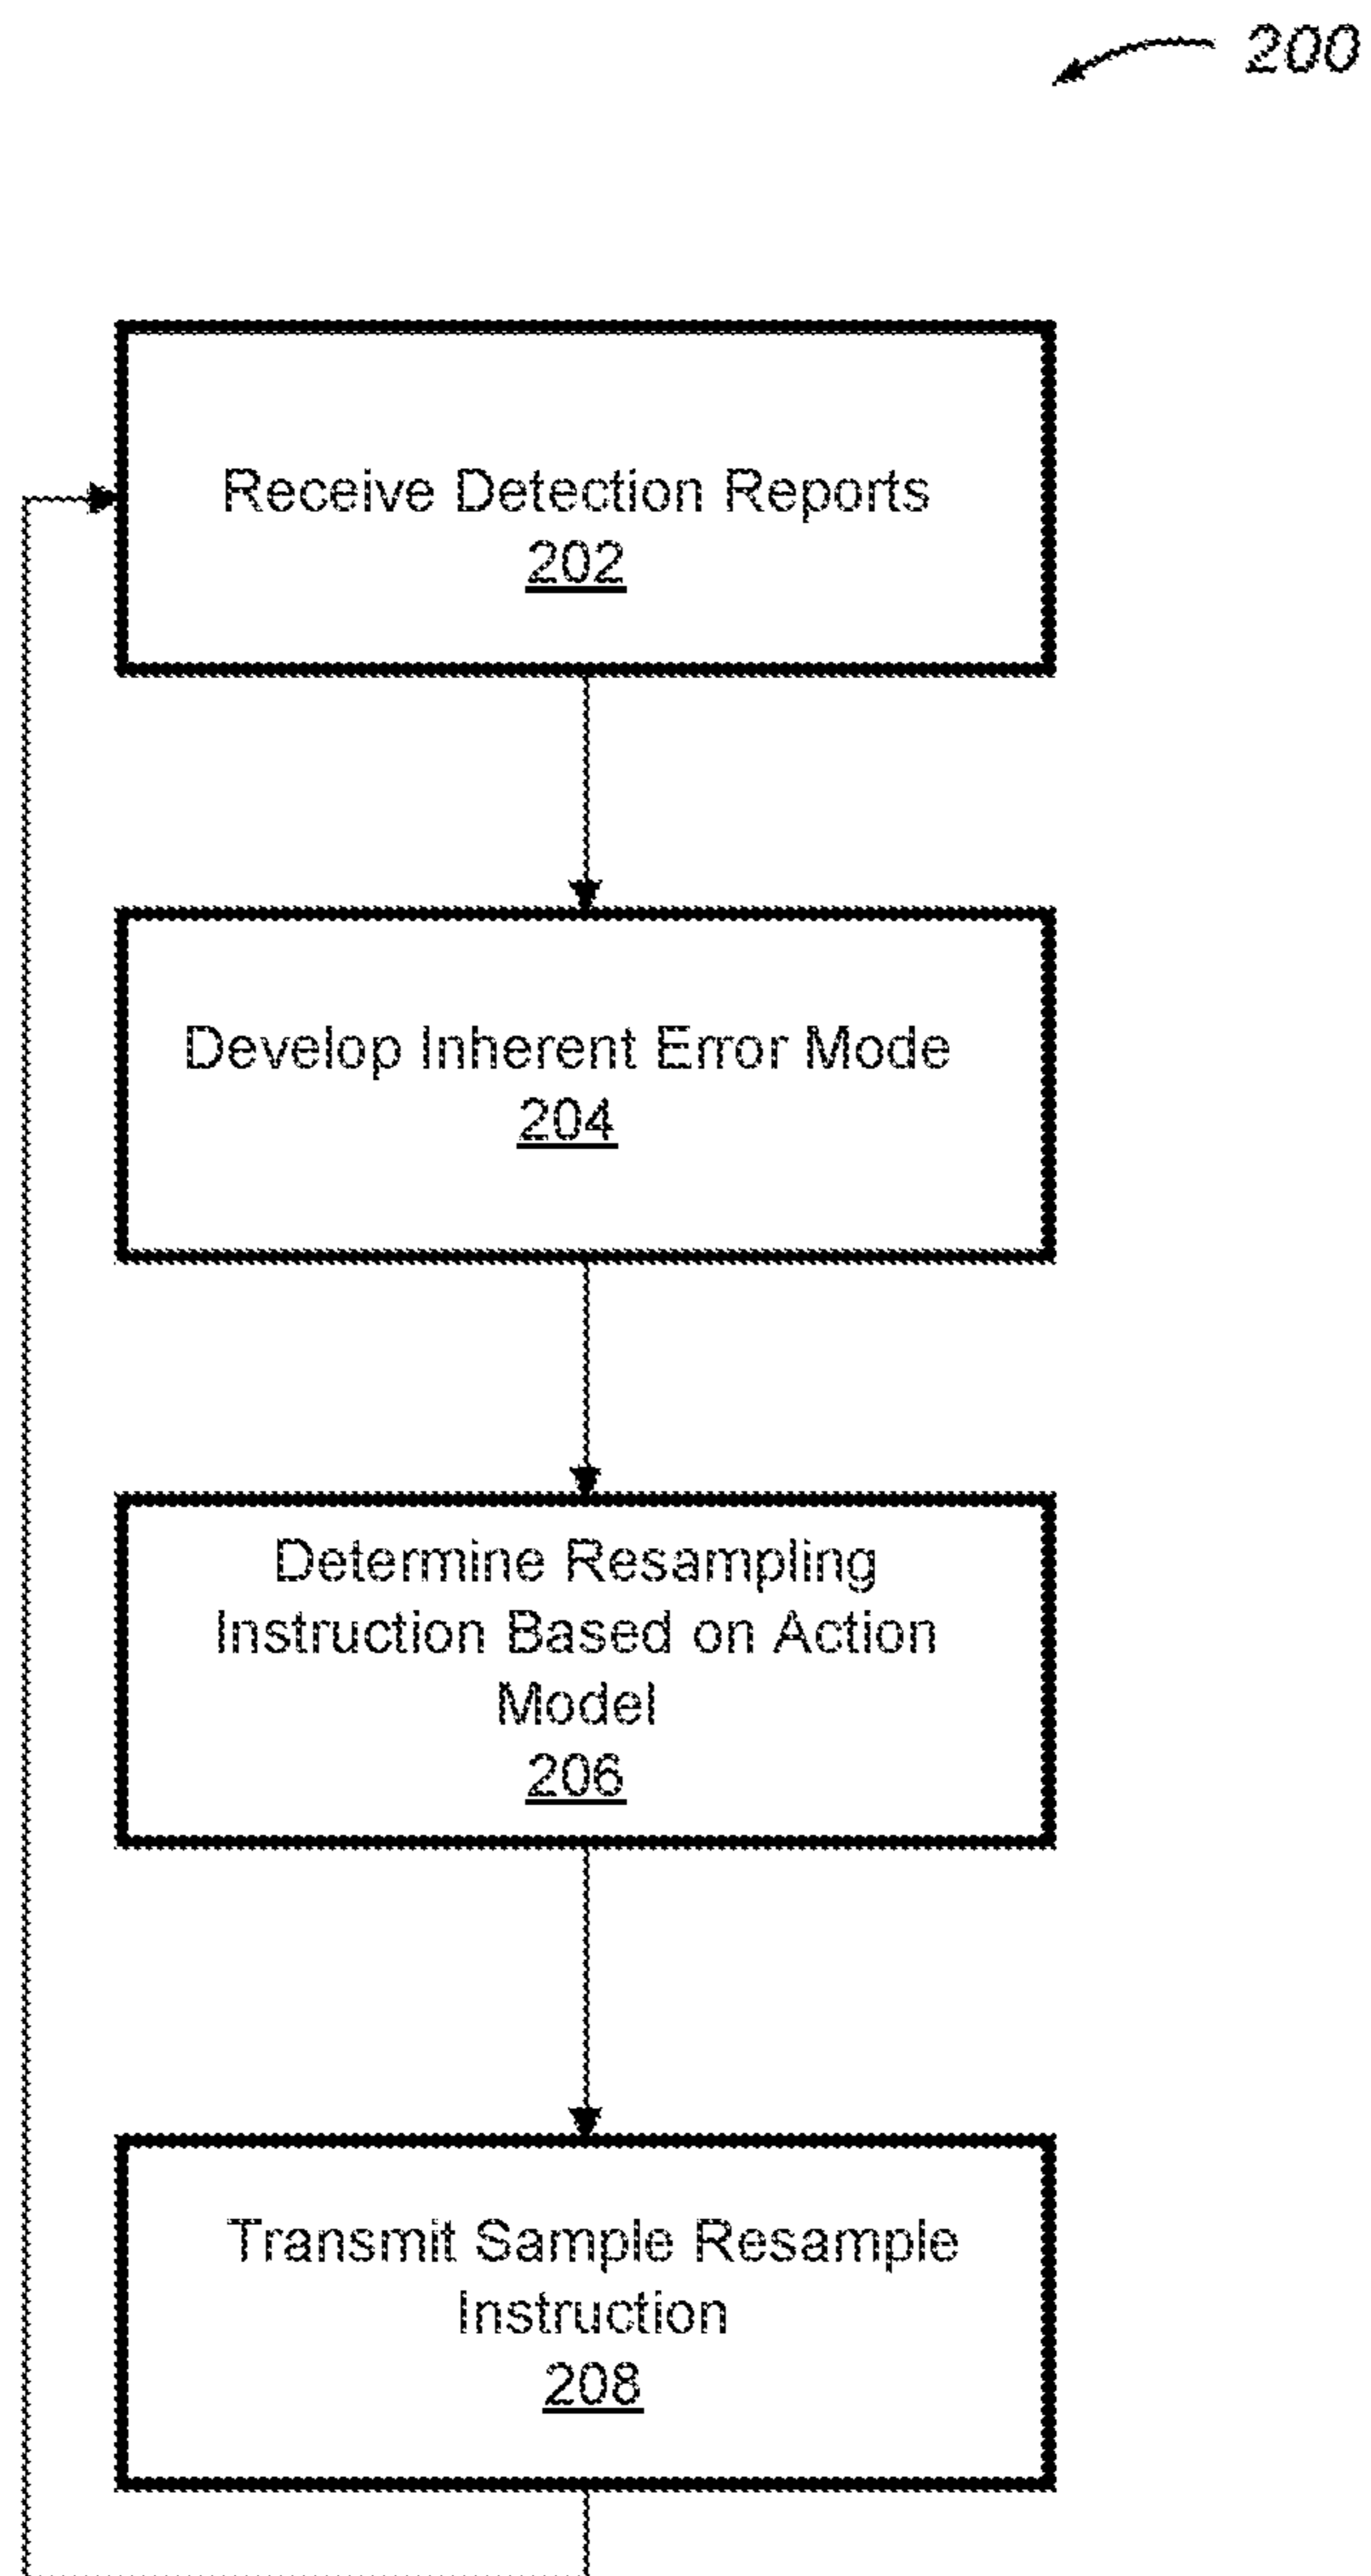 200
Receive Detection Reports
202
Develop Inherent Error Mode
204
Determine Resampling
Instruction Based on Action
Model
206
Transmit Sample Resample
Instruction
208